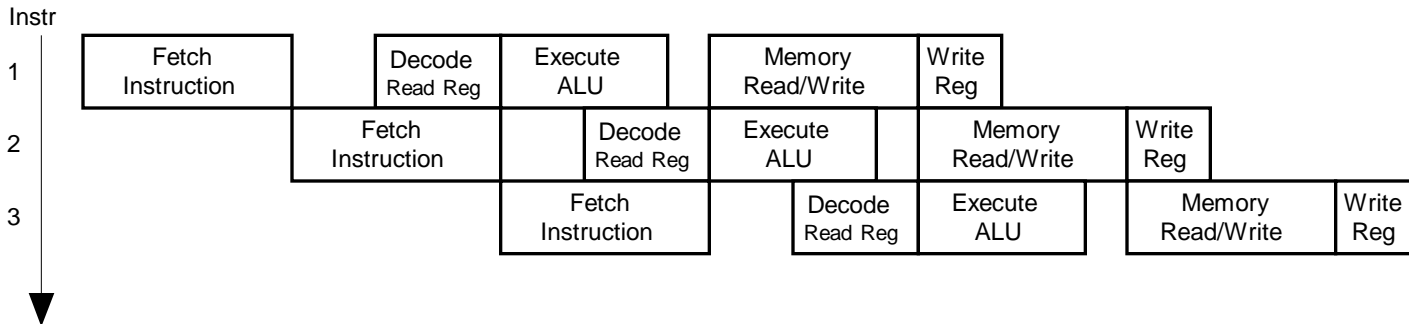 Instr
1
Fetch
Instruction
Decode
Read Reg
Execute
ALU
Memory
Read/Write
Write
Reg
2
Fetch
Instruction
Decode
Read Reg
Execute
ALU
Memory
Read/Write
Write
Reg
3
Fetch
Instruction
Decode
Read Reg
Execute
ALU
Memory
Read/Write
Write
Reg